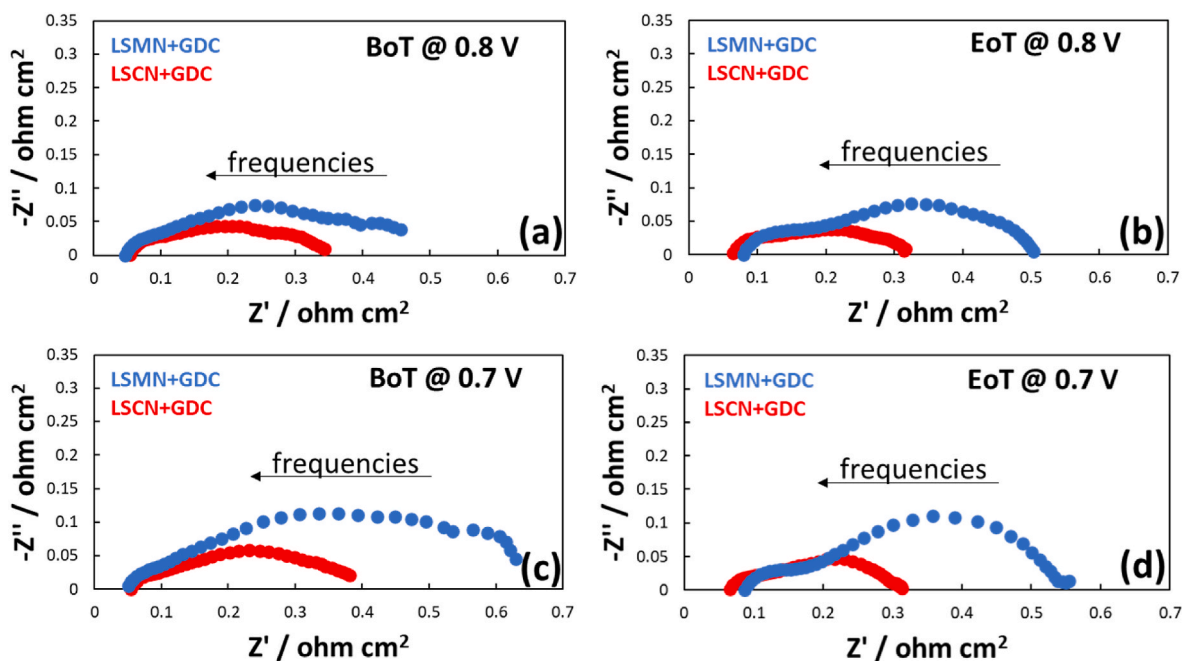 0.35
0.3
0.25
0.2
0.15
0.1
0.05
0
-Z'' / ohm cm²
LSMN+GDC
LSCN+GDC
BoT @ 0.8 V
frequencies
(a)
0 0.1 0.2 0.3 0.4 0.5 0.6 0.7
Z' / ohm cm²
0.35
0.3
0.25
0.2
0.15
0.1
0.05
0
-Z'' / ohm cm²
LSMN+GDC
LSCN+GDC
EoT @ 0.8 V
frequencies
(b)
0 0.1 0.2 0.3 0.4 0.5 0.6 0.7
Z' / ohm cm²
0.35
0.3
0.25
0.2
0.15
0.1
0.05
0
-Z'' / ohm cm²
LSMN+GDC
LSCN+GDC
BoT @ 0.7 V
frequencies
(c)
0 0.1 0.2 0.3 0.4 0.5 0.6 0.7
Z' / ohm cm²
0.35
0.3
0.25
0.2
0.15
0.1
0.05
0
-Z'' / ohm cm²
LSMN+GDC
LSCN+GDC
EoT @ 0.7 V
frequencies
(d)
0 0.1 0.2 0.3 0.4 0.5 0.6 0.7
Z' / ohm cm²